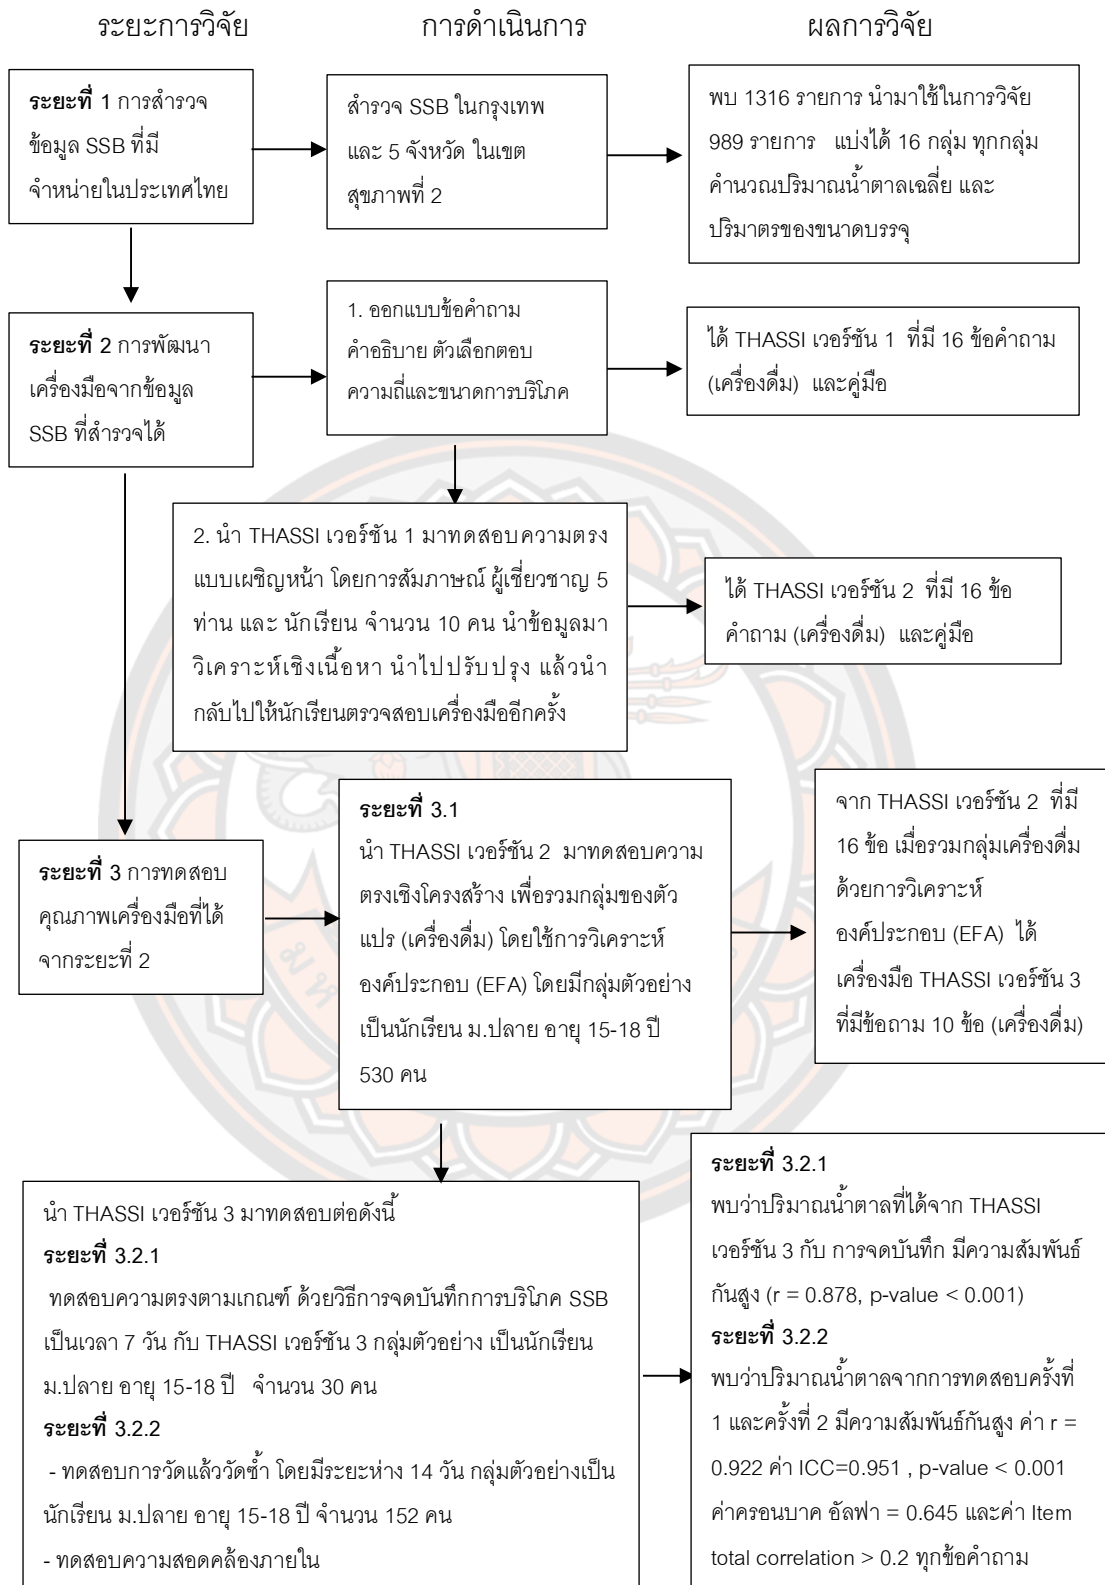 ระยะการวิจัย
การดำเนินการ
ผลการวิจัย
ระยะที่ 1 การสำรวจ
ข้อมูล SSB ที่มี
จำหน่ายในประเทศไทย
สำรวจ SSB ในกรุงเทพ
และ 5 จังหวัด ในเขต
สุขภาพที่ 2
พบ 1316 รายการ นำมาใช้ในการวิจัย
989 รายการ แบ่งได้ 16 กลุ่ม ทุกกลุ่ม
คำนวณปริมาณน้ำตาลเฉลี่ย และ
ปริมาตรของขนาดบรรจุ
ระยะที่ 2 การพัฒนา
เครื่องมือจากข้อมูล
SSB ที่สำรวจได้
1. ออกแบบข้อคำถาม
คำอธิบาย ตัวเลือกตอบ
ความถี่และขนาดการบริโภค
ได้ THASSI เวอร์ชัน 1 ที่มี 16 ข้อคำถาม
(เครื่องดื่ม) และคู่มือ
2. นำ THASSI เวอร์ชัน 1 มาทดสอบความตรง
แบบเผชิญหน้า โดยการสัมภาษณ์ ผู้เชี่ยวชาญ 5
ท่าน และ นักเรียน จำนวน 10 คน นำข้อมูลมา
วิเคราะห์เชิงเนื้อหา นำไปปรับปรุง แล้วนำ
กลับไปให้นักเรียนตรวจสอบเครื่องมืออีกครั้ง
ได้ THASSI เวอร์ชัน 2 ที่มี 16 ข้อ
คำถาม (เครื่องดื่ม) และคู่มือ
ระยะที่ 3 การทดสอบ
คุณภาพเครื่องมือที่ได้
จากระยะที่ 2
ระยะที่ 3.1
นำ THASSI เวอร์ชัน 2 มาทดสอบความ
ตรงเชิงโครงสร้าง เพื่อรวมกลุ่มของตัว
แปร (เครื่องดื่ม) โดยใช้การวิเคราะห์
องค์ประกอบ (EFA) โดยมีกลุ่มตัวอย่าง
เป็นนักเรียน ม.ปลาย อายุ 15-18 ปี
530 คน
จาก THASSI เวอร์ชัน 2 ที่มี
16 ข้อ เมื่อรวมกลุ่มเครื่องดื่ม
ด้วยการวิเคราะห์
องค์ประกอบ (EFA) ได้
เครื่องมือ THASSI เวอร์ชัน 3
ที่มีข้อถาม 10 ข้อ (เครื่องดื่ม)
นำ THASSI เวอร์ชัน 3 มาทดสอบต่อดังนี้
ระยะที่ 3.2.1
ทดสอบความตรงตามเกณฑ์ ด้วยวิธีการจดบันทึกการบริโภค SSB
เป็นเวลา 7 วัน กับ THASSI เวอร์ชัน 3 กลุ่มตัวอย่าง เป็นนักเรียน
ม.ปลาย อายุ 15-18 ปี จำนวน 30 คน
ระยะที่ 3.2.2
- ทดสอบการวัดแล้ววัดซ้ำ โดยมีระยะห่าง 14 วัน กลุ่มตัวอย่างเป็น
นักเรียน ม.ปลาย อายุ 15-18 ปี จำนวน 152 คน
- ทดสอบความสอดคล้องภายใน
ระยะที่ 3.2.1
พบว่าปริมาณน้ำตาลที่ได้จาก THASSI
เวอร์ชัน 3 กับ การจดบันทึก มีความสัมพันธ์
กันสูง (r = 0.878, p-value < 0.001)
ระยะที่ 3.2.2
พบว่าปริมาณน้ำตาลจากการทดสอบครั้งที่
1 และครั้งที่ 2 มีความสัมพันธ์กันสูง ค่า r =
0.922 ค่า ICC=0.951 , p-value < 0.001
ค่าครอนบาค อัลฟา = 0.645 และค่า Item
total correlation > 0.2 ทุกข้อคำถาม